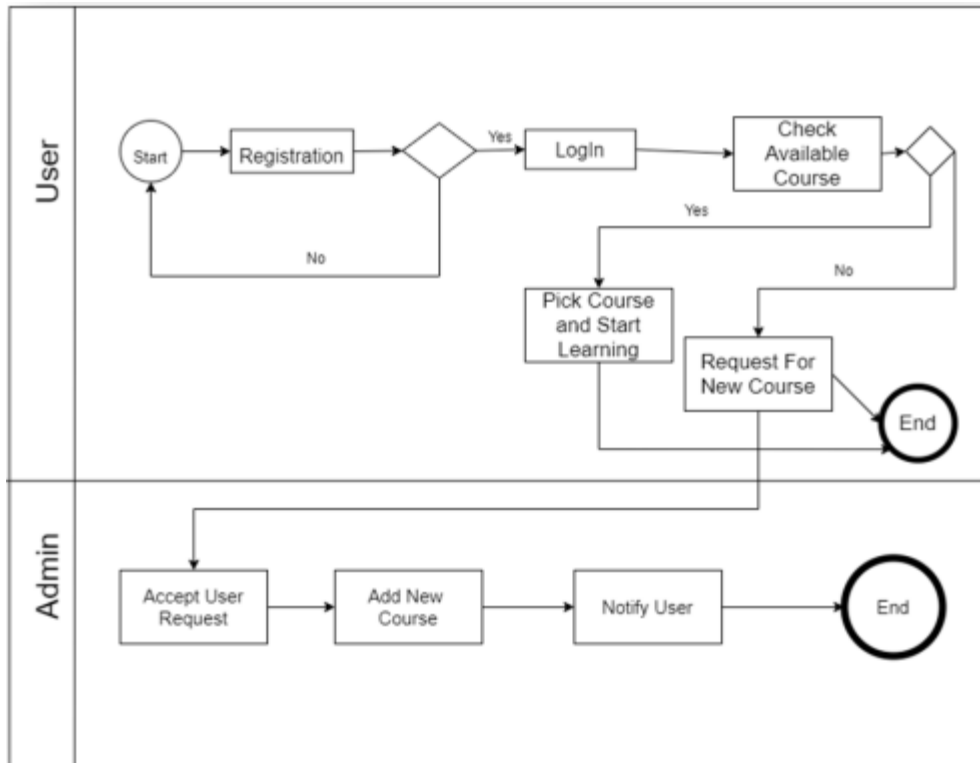 User
Start
Registration
Yes
LogIn
Check
Available
Course
No
Yes
Pick Course
and Start
Learning
No
Request For
New Course
End
Admin
Accept User
Request
Add New
Course
Notify User
End